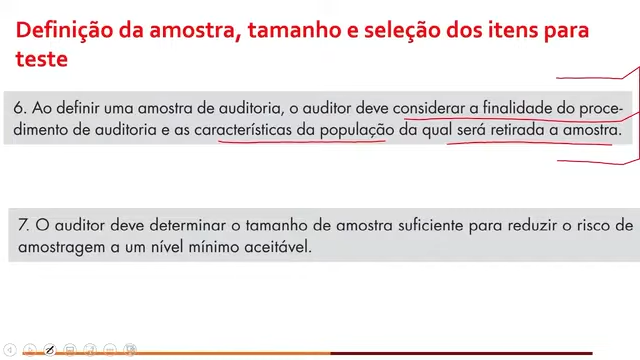 Definição da amostra, tamanho e seleção dos itens para
teste
6. Ao definir uma amostra de auditoria, o auditor deve considerar a finalidade do proce-
dimento de auditoria e as características da população da qual será retirada a amostra.
7. O auditor deve determinar o tamanho de amostra suficiente para reduzir o risco de
amostragem a um nível mínimo aceitável.